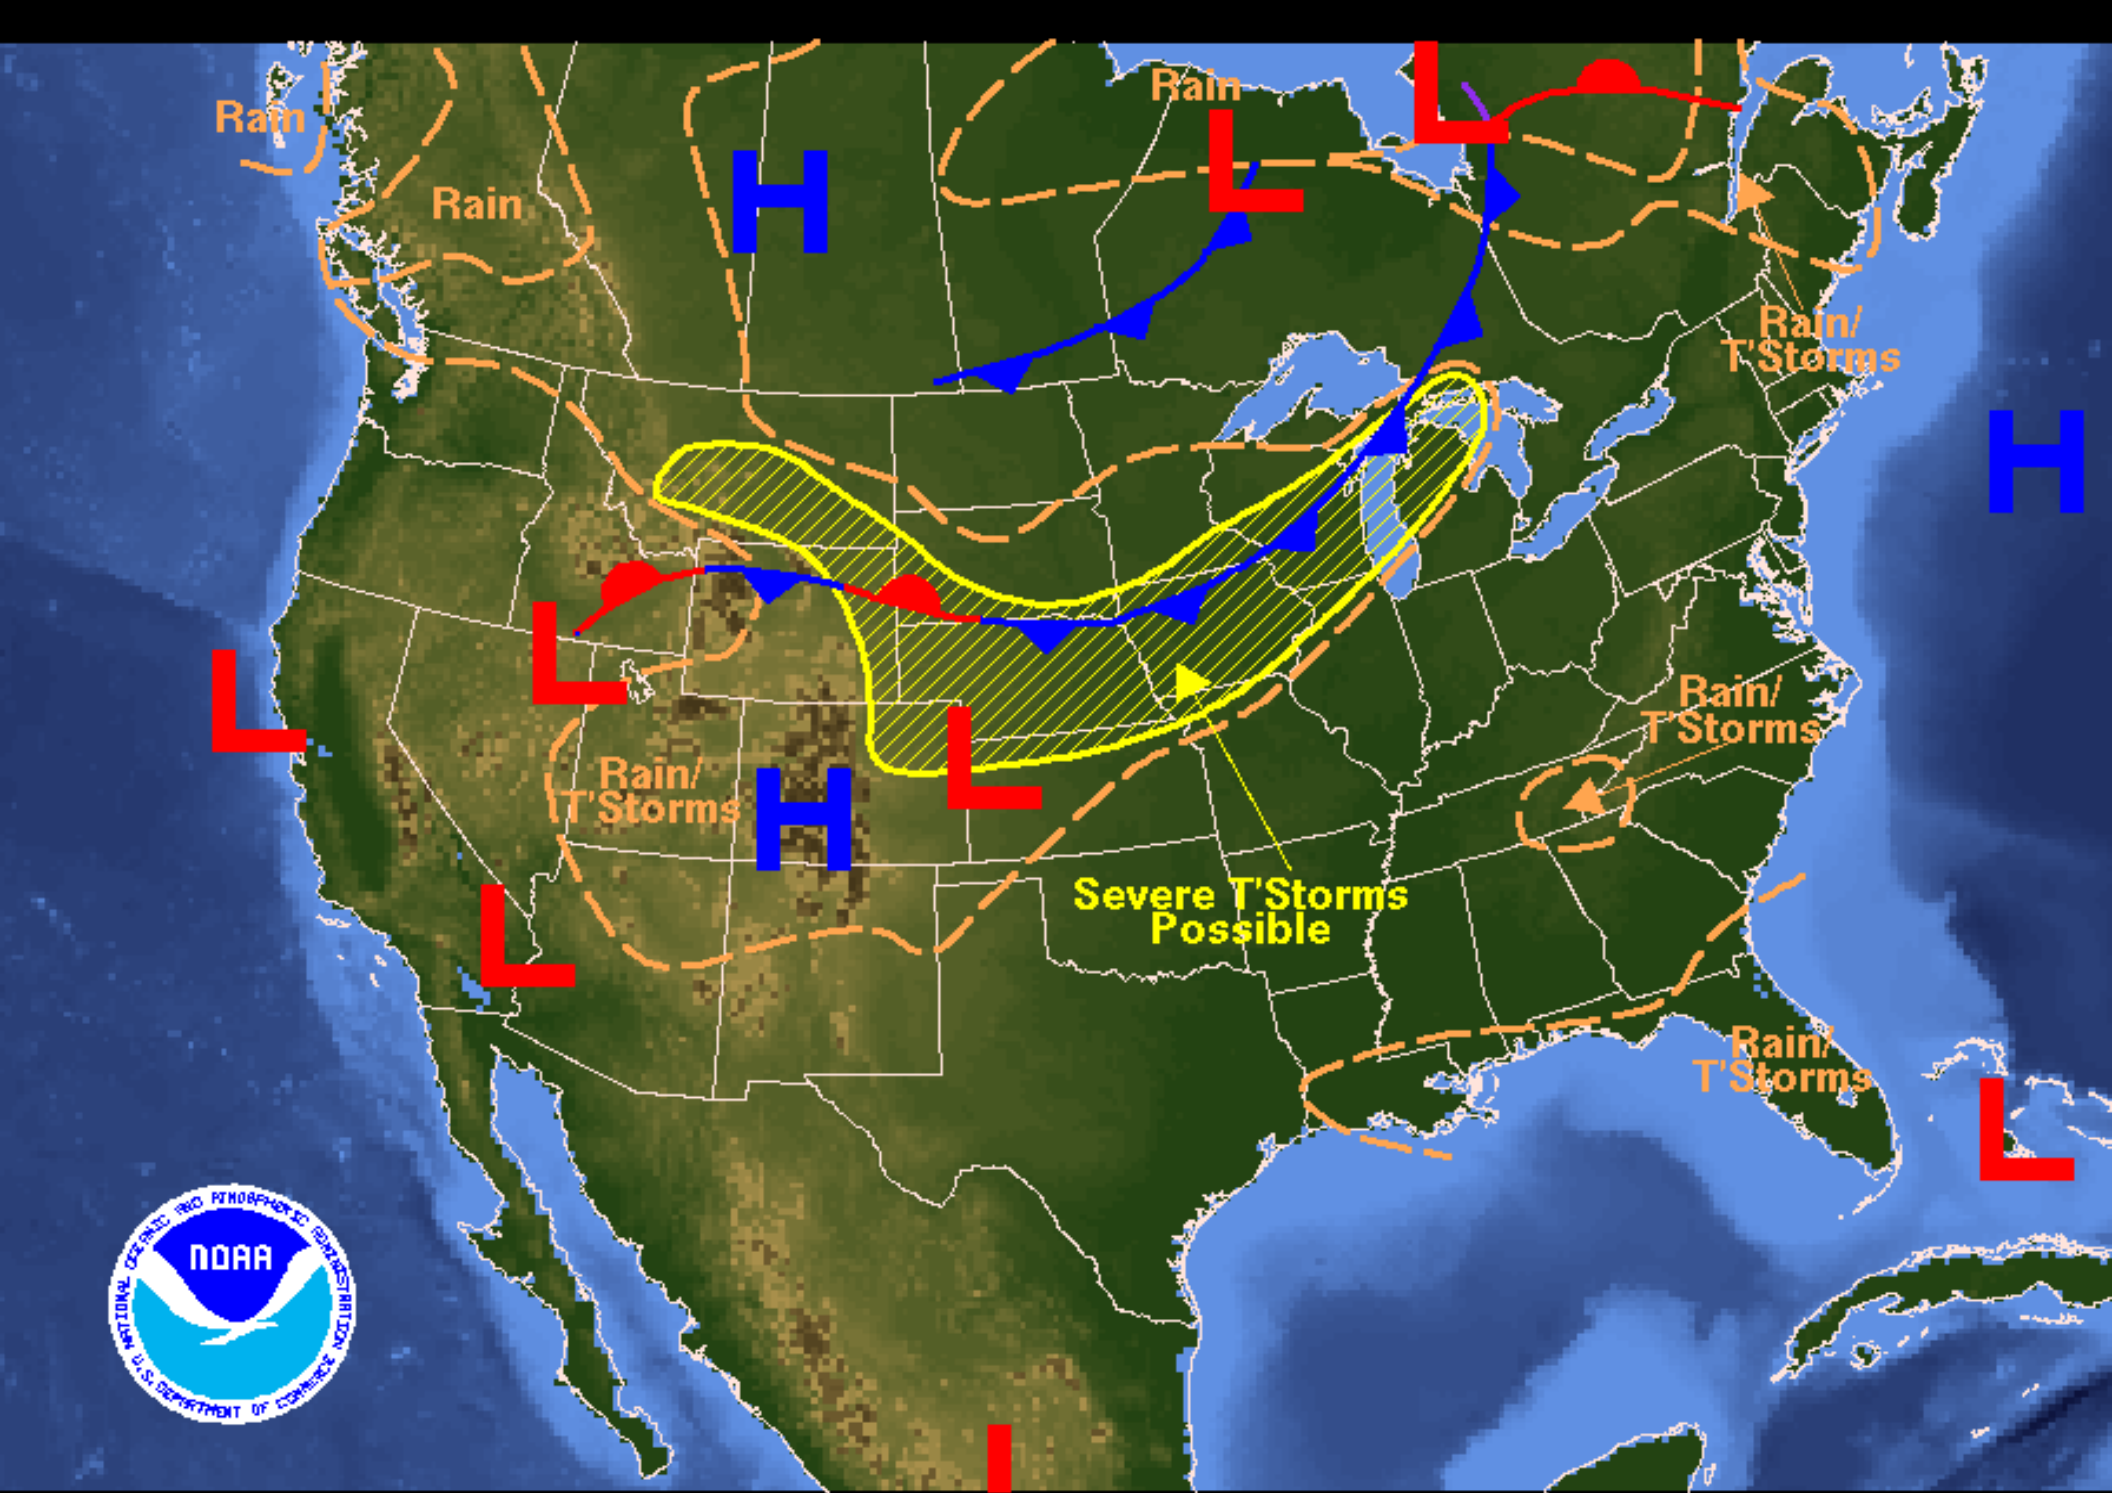 Rain
L
Rain
L
H
Rain
Rain/
T'Storms
H
L
L
Rain/
T'Storms
Rain/
T'Storms
H
L
L
Severe T'Storms
Possible
Rain/
T'Storms
L
NATIONAL OCEANIC AND ATMOSPHERIC ADMINISTRATION
NOAA
U.S. DEPARTMENT OF COMMERCE
L